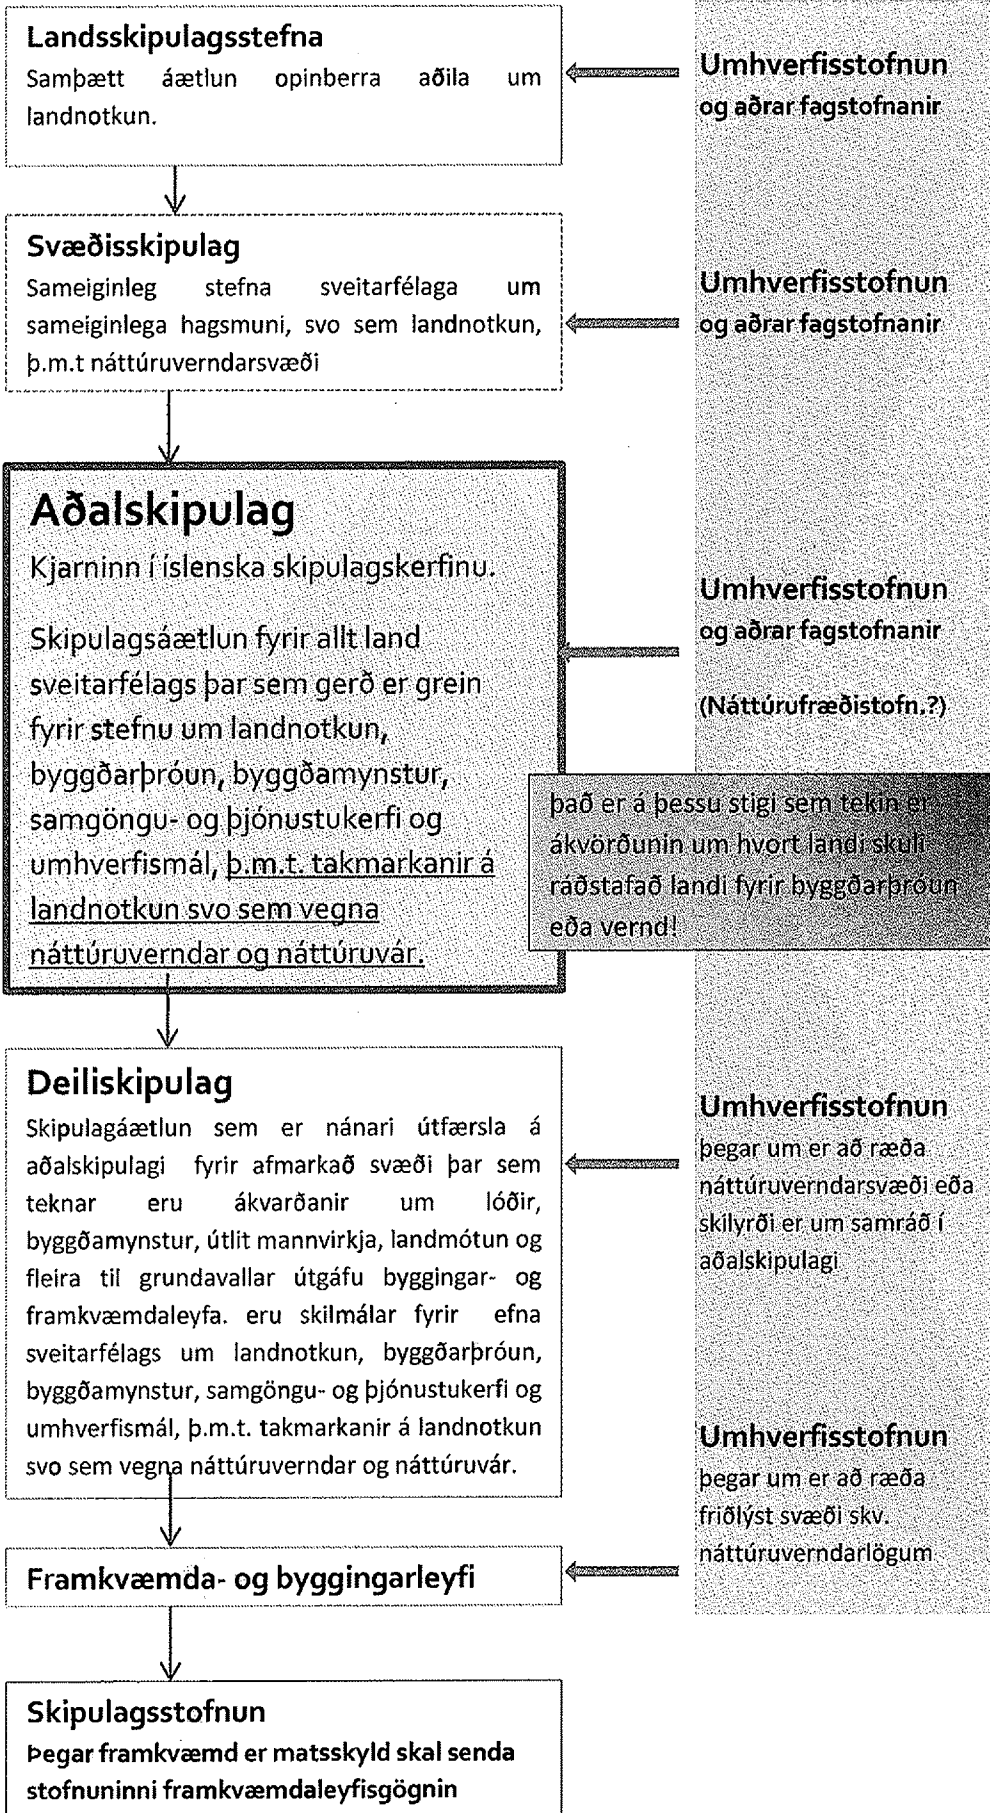 Landsskipulagsstefna
Samþætt áætlun opinberra aðila um
landnotkun.
Umhverfisstofnun
og aðrar fagstofnanir
Svæðisskipulag
Sameiginleg stefna sveitarfélaga um
sameiginlega hagsmuni, svo sem landnotkun,
þ.m.t náttúruverndarsvæði
Umhverfisstofnun
og aðrar fagstofnanir
Aðalskipulag
Kjarninn í íslenska skipulagskerfinu.
Skipulagsáætlun fyrir allt land
sveitarfélags þar sem gerð er grein
fyrir stefnu um landnotkun,
byggðarþróun, byggðamynstur,
samgöngu- og þjónustukerfi og
umhverfismál, þ.m.t. takmarkanir á
landnotkun svo sem vegna
náttúruverndar og náttúruvár.
Umhverfisstofnun
og aðrar fagstofnanir
(Náttúrufræðistofn.?)
það er á þessu stigi sem tekin er
ákvörðunin um hvort landi skuli
ráðstafað landi fyrir byggðarþróun
eða vernd!
Deiliskipulag
Skipulagáætlun sem er nánari útfærsla á
aðalskipulagi fyrir afmarkað svæði þar sem
teknar eru ákvarðanir um lóðir,
byggðamynstur, útlit mannvirkja, landmótun og
fleira til grundavallar útgáfu byggingar- og
framkvæmdaleyfa. eru skilmálar fyrir efna
sveitarfélags um landnotkun, byggðarþróun,
byggðamynstur, samgöngu- og þjónustukerfi og
umhverfismál, þ.m.t. takmarkanir á landnotkun
svo sem vegna náttúruverndar og náttúruvár.
Umhverfisstofnun
þegar um er að ræða
náttúruverndarsvæði eða
skilyrði er um samráð í
aðalskipulagi
Umhverfisstofnun
þegar um er að ræða
friðlýst svæði skv.
náttúruverndarlögum
Framkvæmda- og byggingarleyfi
Skipulagsstofnun
Þegar framkvæmd er matsskyld skal senda
stofnuninni framkvæmdaleyfisgögnin